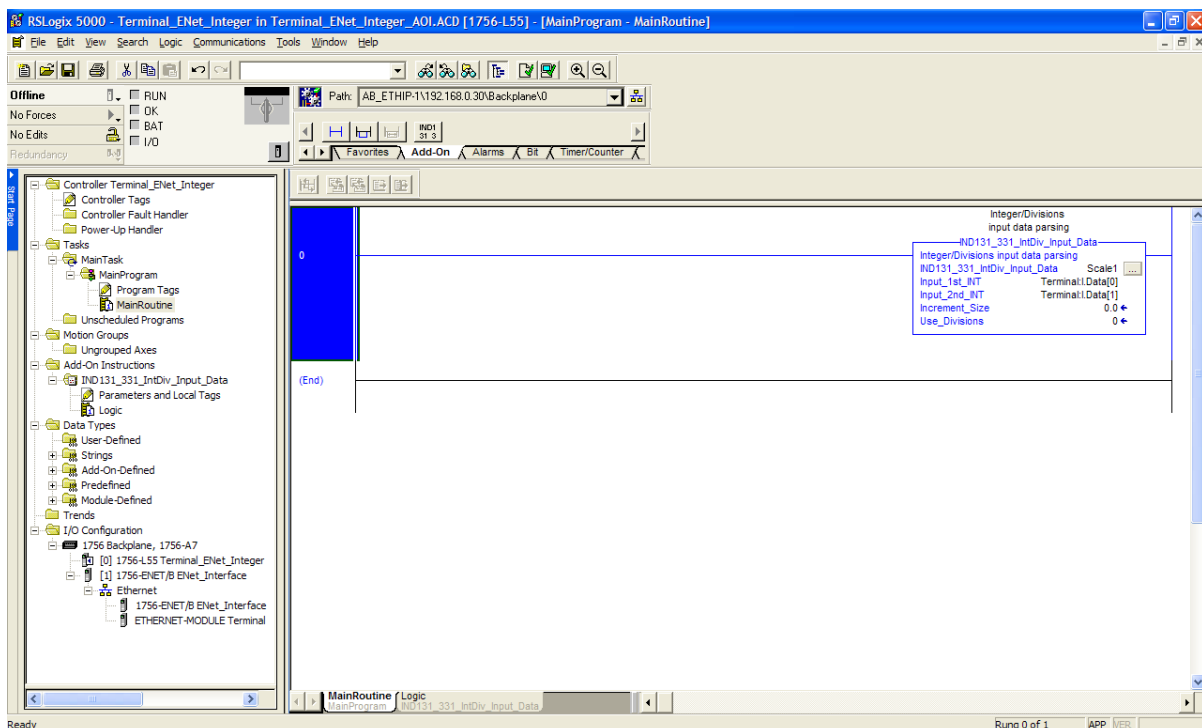 RSLogix 5000 - Terminal_ENet_Integer in Terminal_ENet_Integer_AOI.ACD [1756-L55] - [MainProgram - MainRoutine]
File Edit View Search Logic Communications Tools Window Help
Offline
RUN
No Forces
OK
No Edits
BAT
Redundancy
I/O
Path: AB_ETHIP-1\192.168.0.30\Backplane\0
IND1
31 3
Favorites Add-On Alarms Bit Timer/Counter
Start Page
Controller Terminal_ENet_Integer
Controller Tags
Controller Fault Handler
Power-Up Handler
Tasks
MainTask
MainProgram
Program Tags
MainRoutine
Unscheduled Programs
Motion Groups
Ungrouped Axes
Add-On Instructions
IND131_331_IntDiv_Input_Data
Parameters and Local Tags
Logic
Data Types
User-Defined
Strings
Add-On-Defined
Predefined
Module-Defined
Trends
I/O Configuration
1756 Backplane, 1756-A7
[0] 1756-L55 Terminal_ENet_Integer
[1] 1756-ENET/B ENet_Interface
Ethernet
1756-ENET/B ENet_Interface
ETHERNET-MODULE Terminal
0
Integer/Divisions
input data parsing
IND131_331_IntDiv_Input_Data
Integer/Divisions input data parsing
IND131_331_IntDiv_Input_Data Scale1 ...
Input_1st_INT Terminal:I.Data[0]
Input_2nd_INT Terminal:I.Data[1]
Increment_Size 0.0
Use_Divisions 0
(End)
MainRoutine Logic
MainProgram IND131_331_IntDiv_Input_Data
Ready
Rung 0 of 1 APP VER